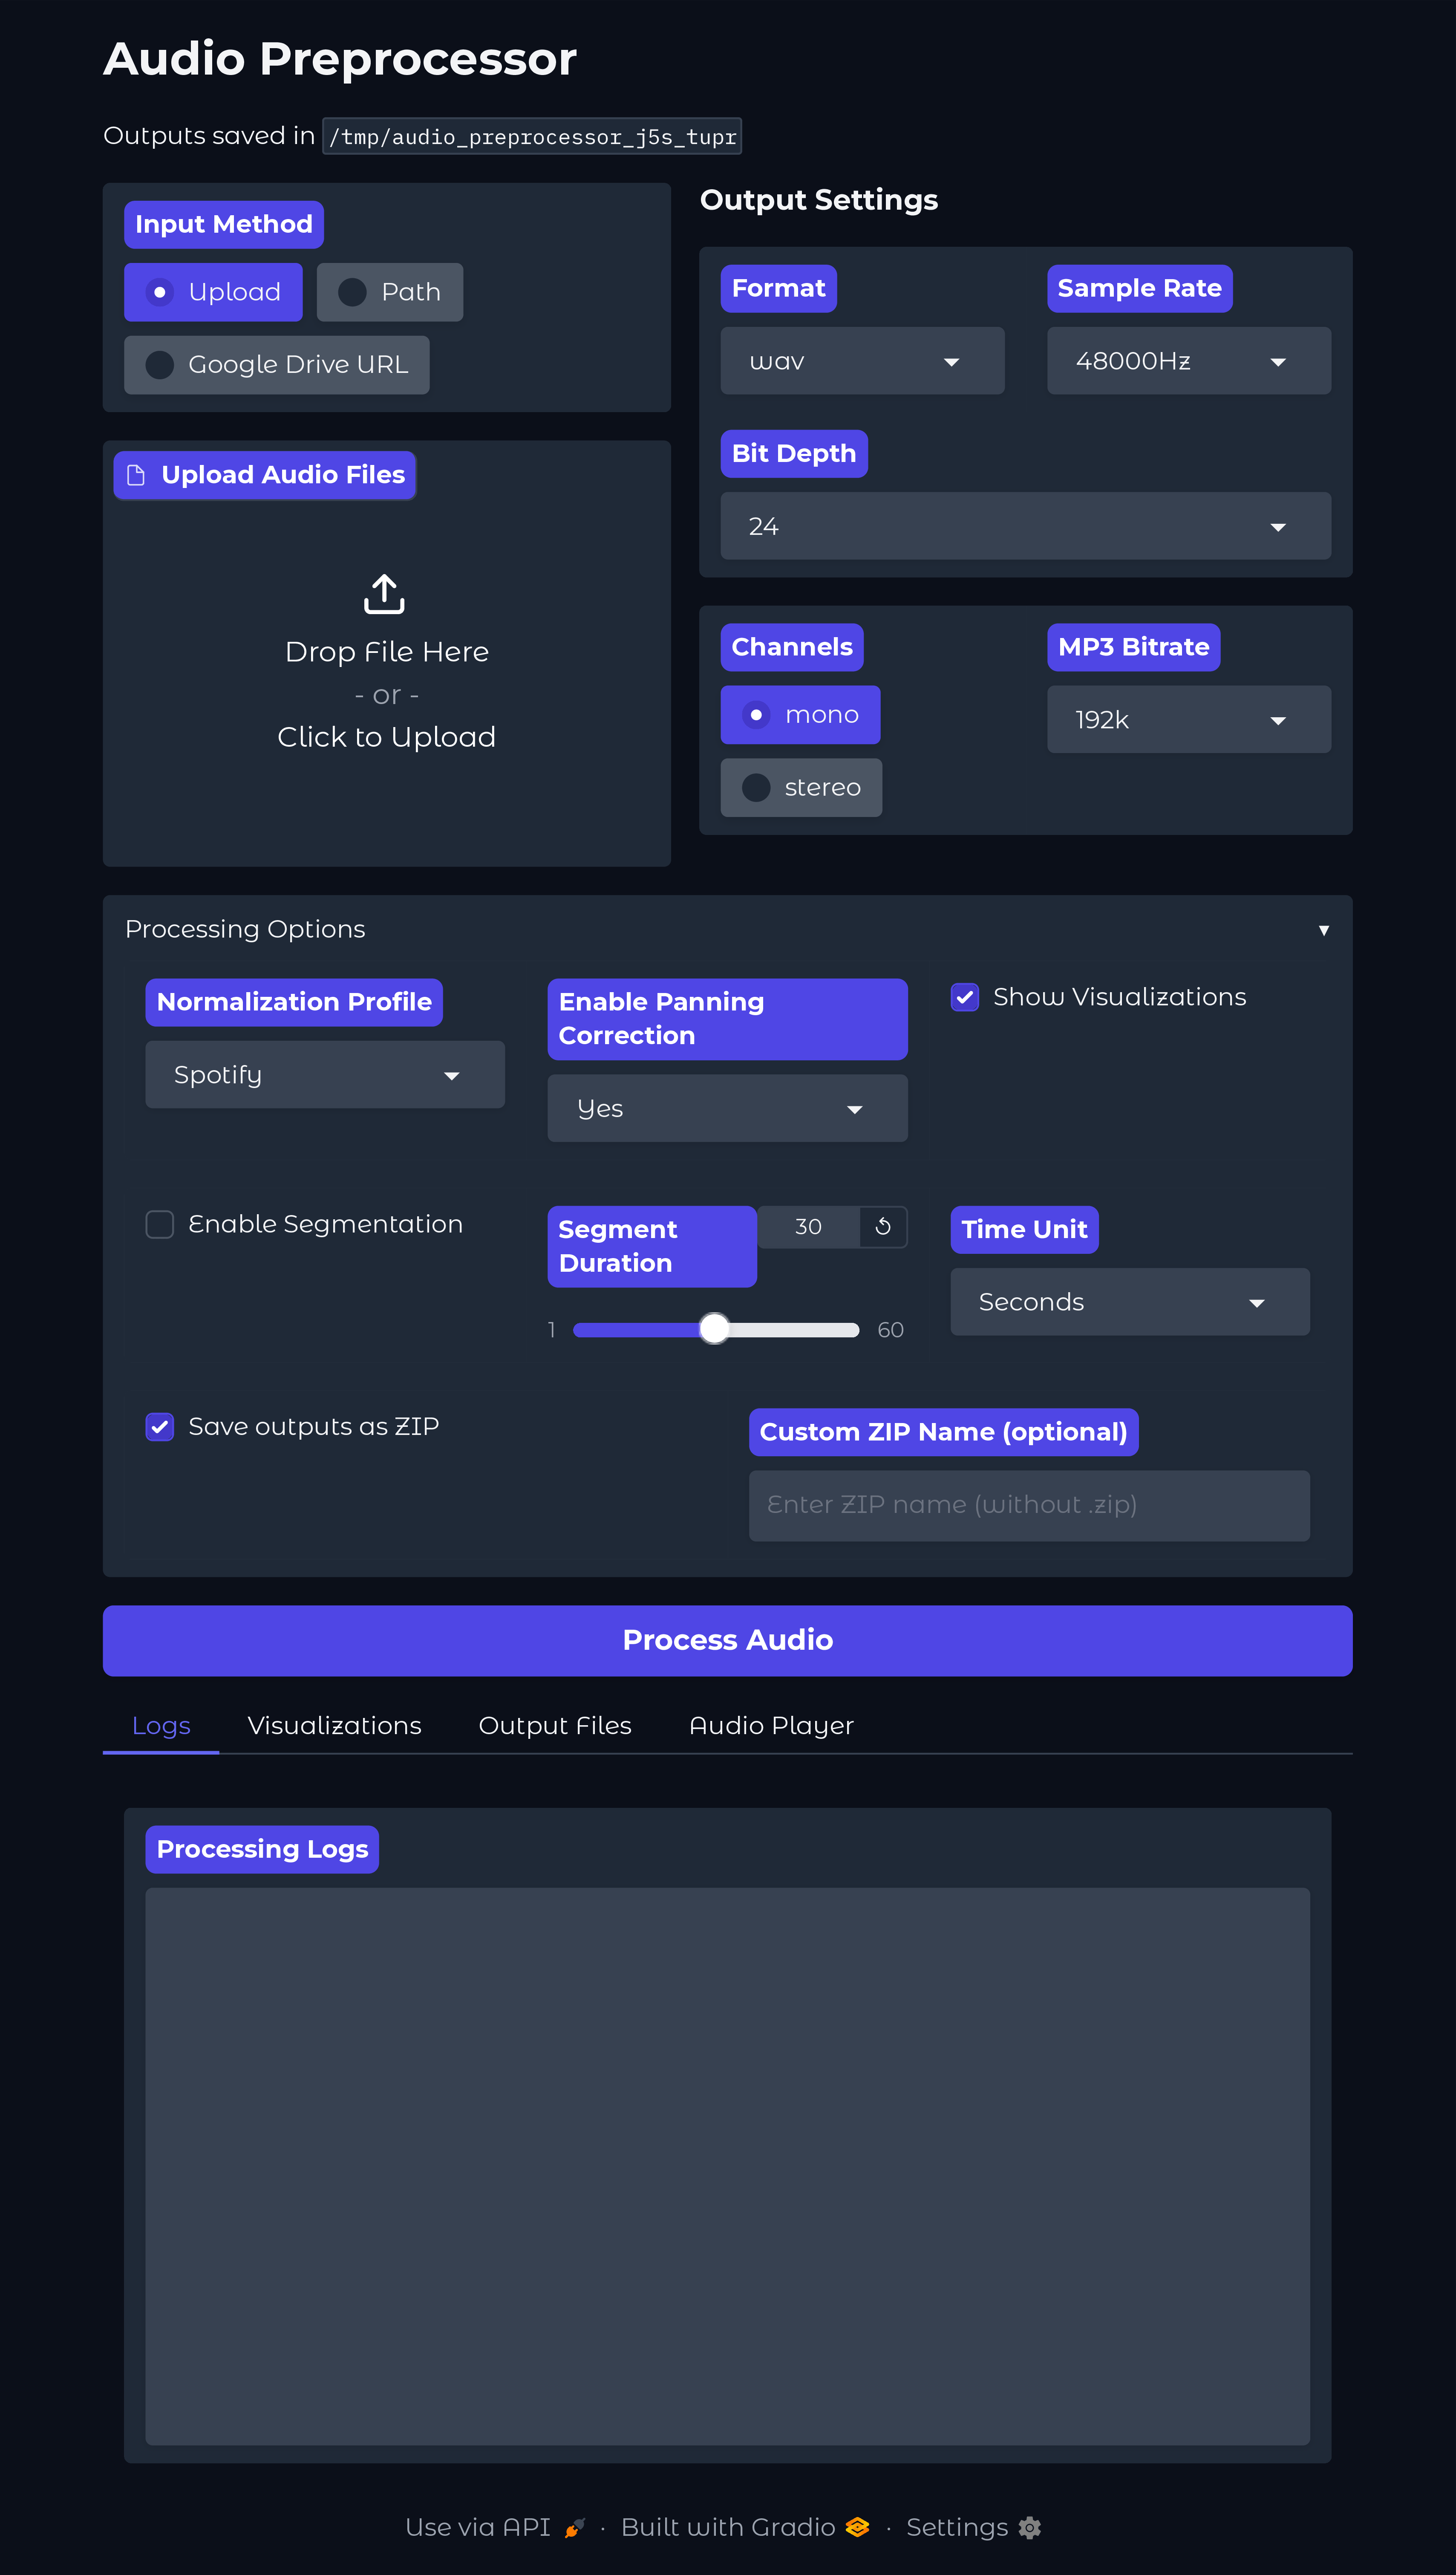 Audio Preprocessor
Outputs saved in /tmp/audio_preprocessor_j5s_tupr
Input Method
Upload
Path
Google Drive URL
Upload Audio Files
Drop File Here
- or -
Click to Upload
Output Settings
Format
Sample Rate
wav
48000Hz
Bit Depth
24
Channels
MP3 Bitrate
mono
192k
stereo
Processing Options
Normalization Profile
Spotify
Enable Panning
Correction
Yes
Show Visualizations
Enable Segmentation
Segment
Duration
30
1
60
Time Unit
Seconds
Save outputs as ZIP
Custom ZIP Name (optional)
Enter ZIP name (without .zip)
Process Audio
Logs
Visualizations
Output Files
Audio Player
Processing Logs
Use via API · Built with Gradio · Settings